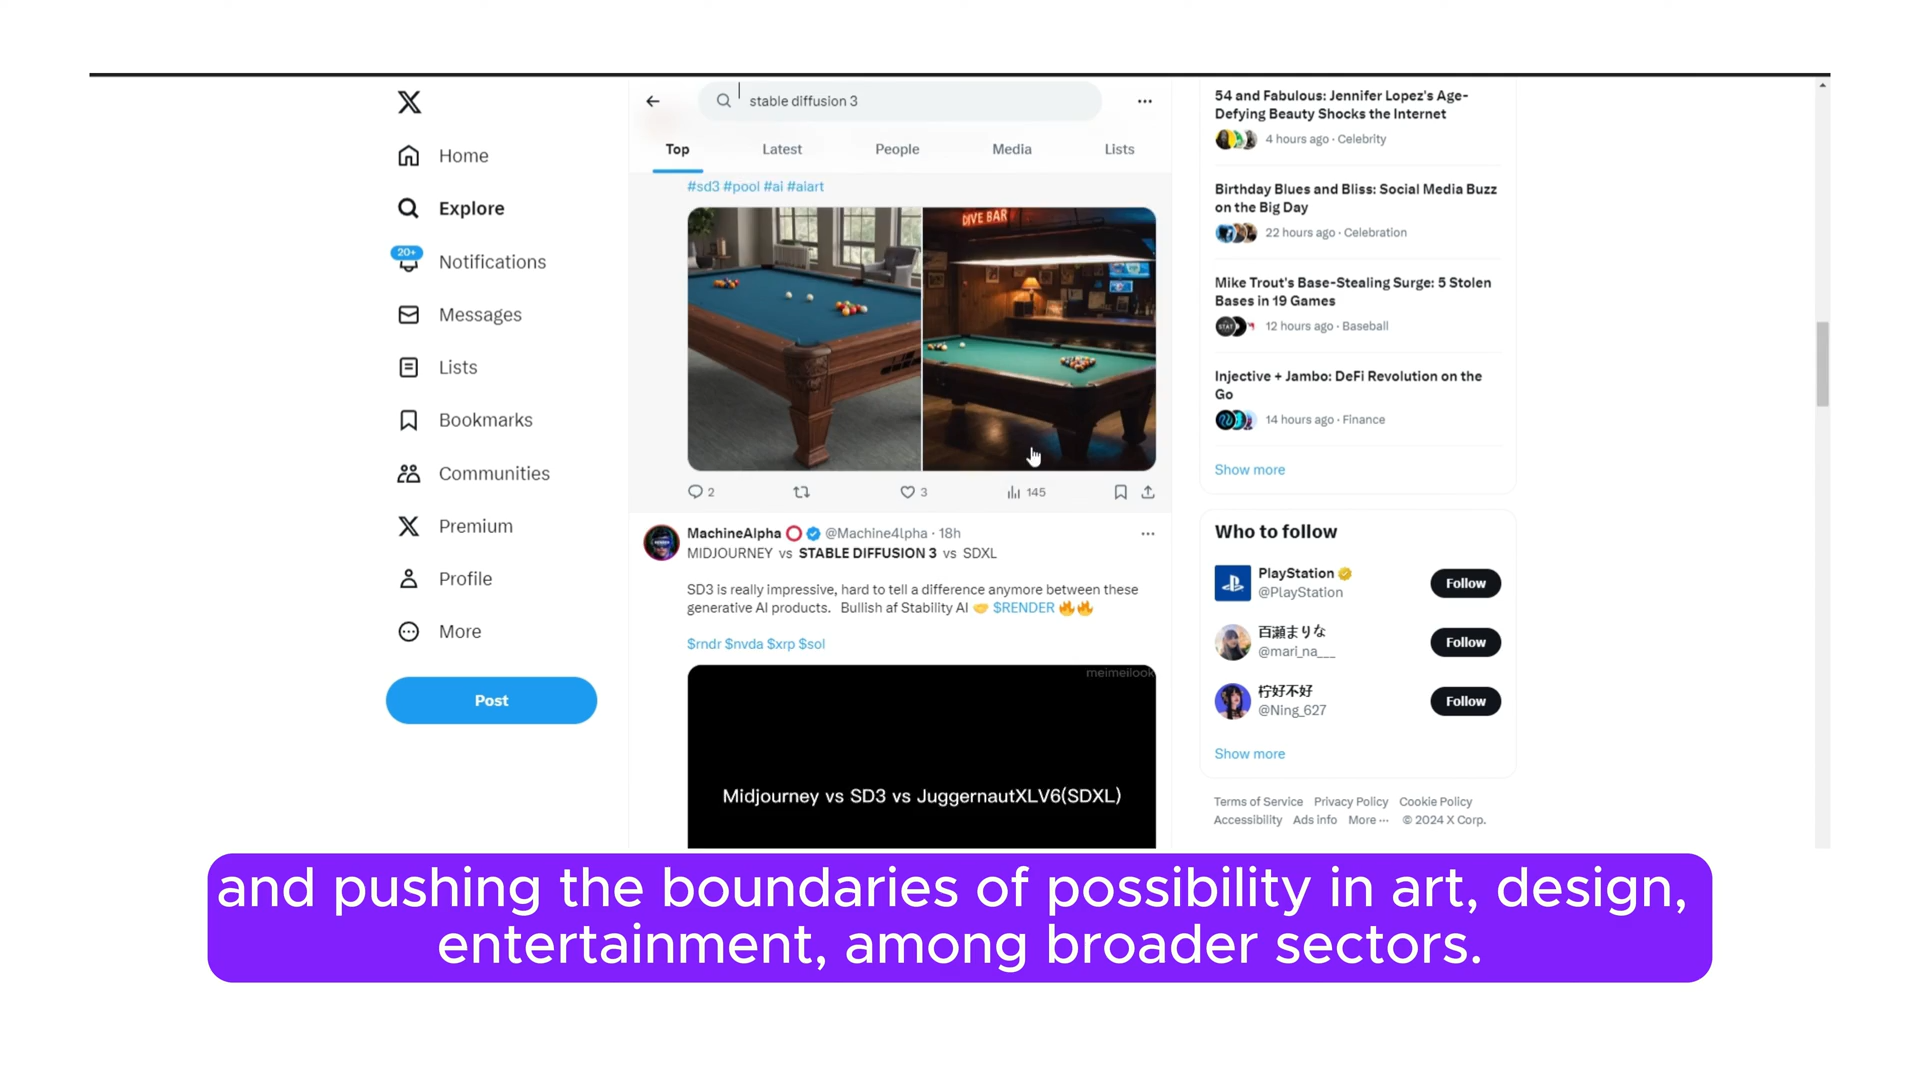 stable diffusion 3
Home
Explore
20+
Notifications
Messages
Lists
Bookmarks
Communities
Premium
Profile
More
Post
Top
Latest
People
Media
Lists
#sd3 #pool #ai #aiart
DIVE BAR
2
3
145
MachineAlpha @Machine4lpha · 18h
MIDJOURNEY vs STABLE DIFFUSION 3 vs SDXL
SD3 is really impressive, hard to tell a difference anymore between these
generative AI products. Bullish af Stability AI 🤝 $RENDER 🔥🔥
$rndr $nvda $xrp $sol
meimeilook
Midjourney vs SD3 vs JuggernautXLV6(SDXL)
54 and Fabulous: Jennifer Lopez's Age-
Defying Beauty Shocks the Internet
4 hours ago · Celebrity
Birthday Blues and Bliss: Social Media Buzz
on the Big Day
22 hours ago · Celebration
Mike Trout's Base-Stealing Surge: 5 Stolen
Bases in 19 Games
STAT
12 hours ago · Baseball
Injective + Jambo: DeFi Revolution on the
Go
14 hours ago · Finance
Show more
Who to follow
PlayStation
@PlayStation
Follow
百瀬まりな
@mari_na___
Follow
柠好不好
@Ning_627
Follow
Show more
Terms of Service Privacy Policy Cookie Policy
Accessibility Ads info More ··· © 2024 X Corp.
and pushing the boundaries of possibility in art, design,
entertainment, among broader sectors.